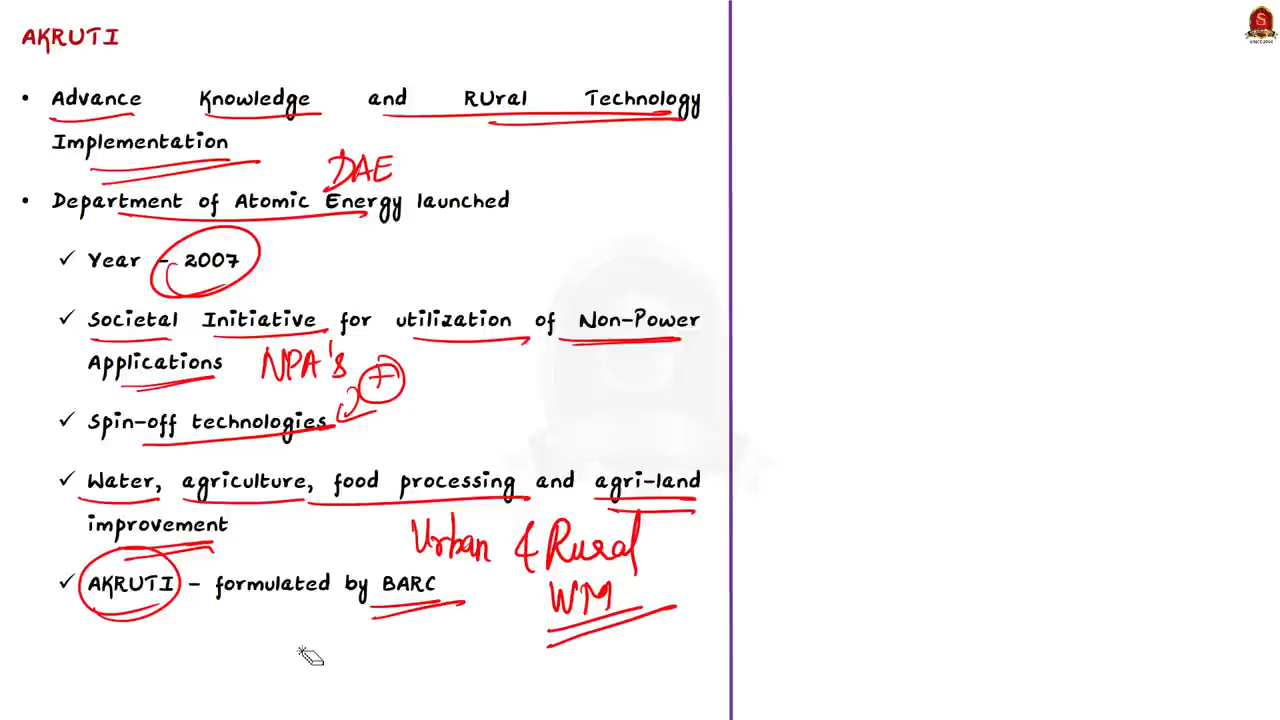 AKRUTI
• Advance Knowledge and RUral Technology
Implementation
DAE
• Department of Atomic Energy launched
✓ Year - 2007
✓ Societal Initiative for utilization of Non-Power
Applications NPA's
+
✓ Spin-off technologies
✓ Water, agriculture, food processing and agri-land
improvement
Urban & Rural
✓ AKRUTI - formulated by BARC
WM
S
SINCE 2004